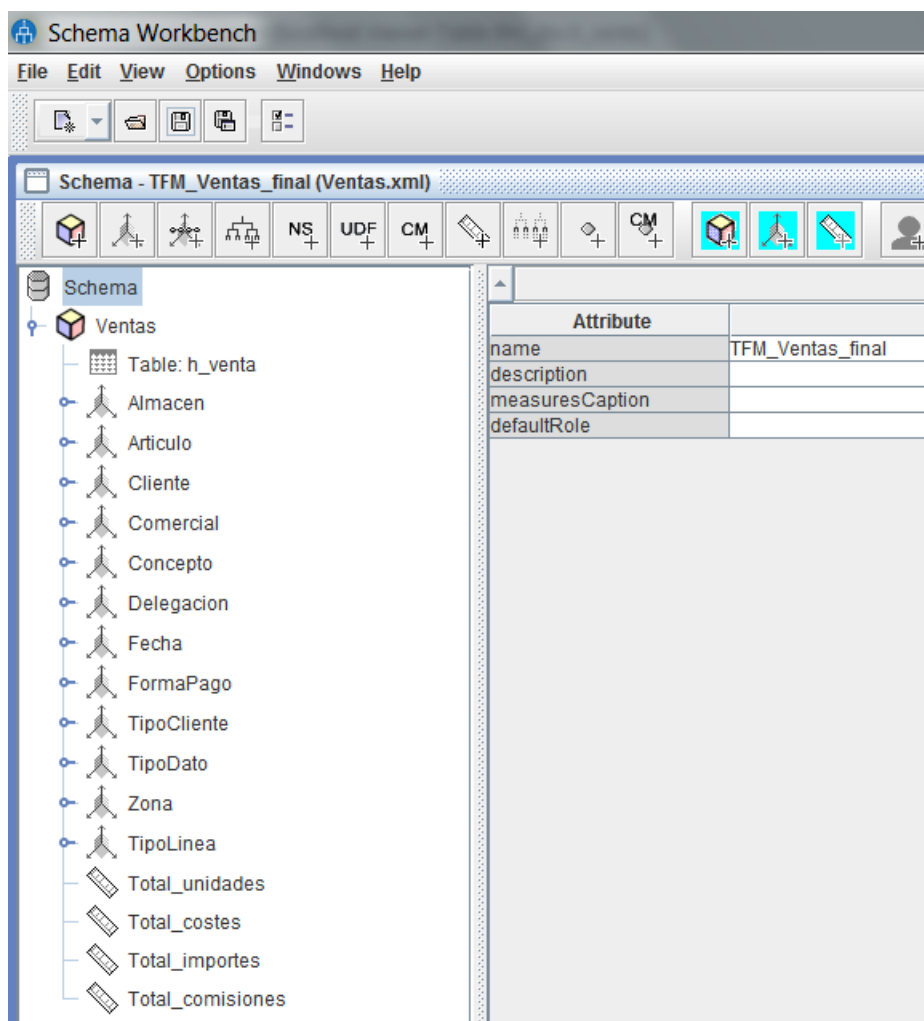 Schema Workbench
File Edit View Options Windows Help
Schema - TFM_Ventas_final (Ventas.xml)
NS UDF CM CM
Schema
Ventas
Table: h_venta
Almacen
Articulo
Cliente
Comercial
Concepto
Delegacion
Fecha
FormaPago
TipoCliente
TipoDato
Zona
TipoLinea
Total_unidades
Total_costes
Total_importes
Total_comisiones
Attribute
name TFM_Ventas_final
description
measuresCaption
defaultRole